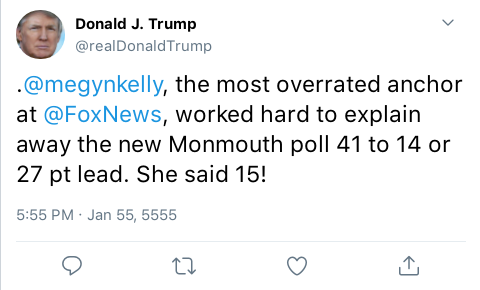 Donald J. Trump
@realDonaldTrump
.@megynkelly, the most overrated anchor
at @FoxNews, worked hard to explain
away the new Monmouth poll 41 to 14 or
27 pt lead. She said 15!
5:55 PM · Jan 55, 5555